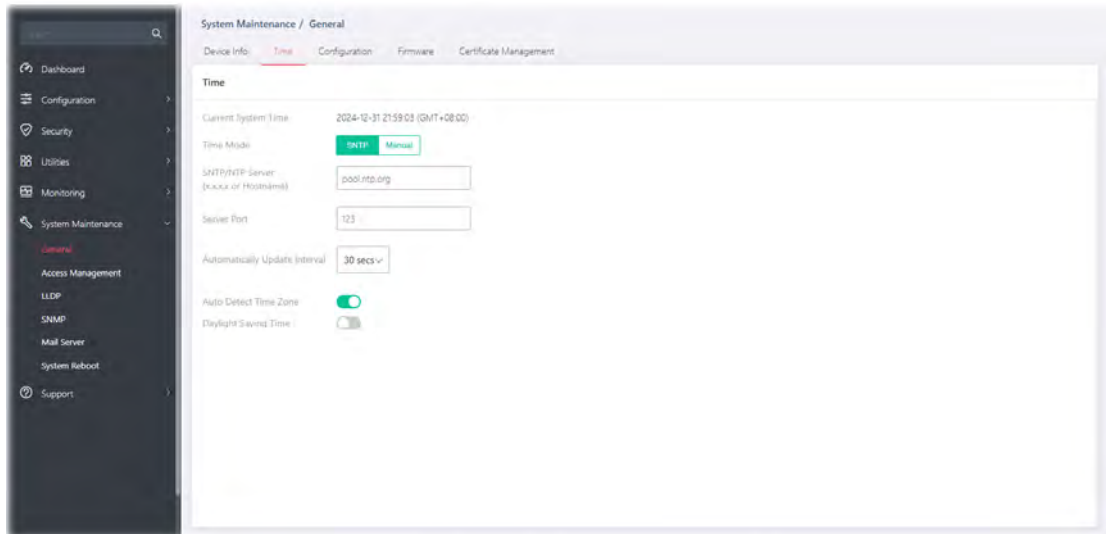 System Maintenance / General
Device Info Time Configuration Firmware Certificate Management
Dashboard
Configuration
Security
Utilities
Monitoring
System Maintenance
General
Access Management
LLDP
SNMP
Mail Server
System Reboot
Support
Time
Current System Time 2024-12-31 21:59:03 (GMT+08:00)
Time Mode SNTP Manual
SNTP/NTP Server
(x.x.x.x or Hostname) pool.ntp.org
Server Port 123
Automatically Update Interval 30 secs
Auto Detect Time Zone
Daylight Saving Time